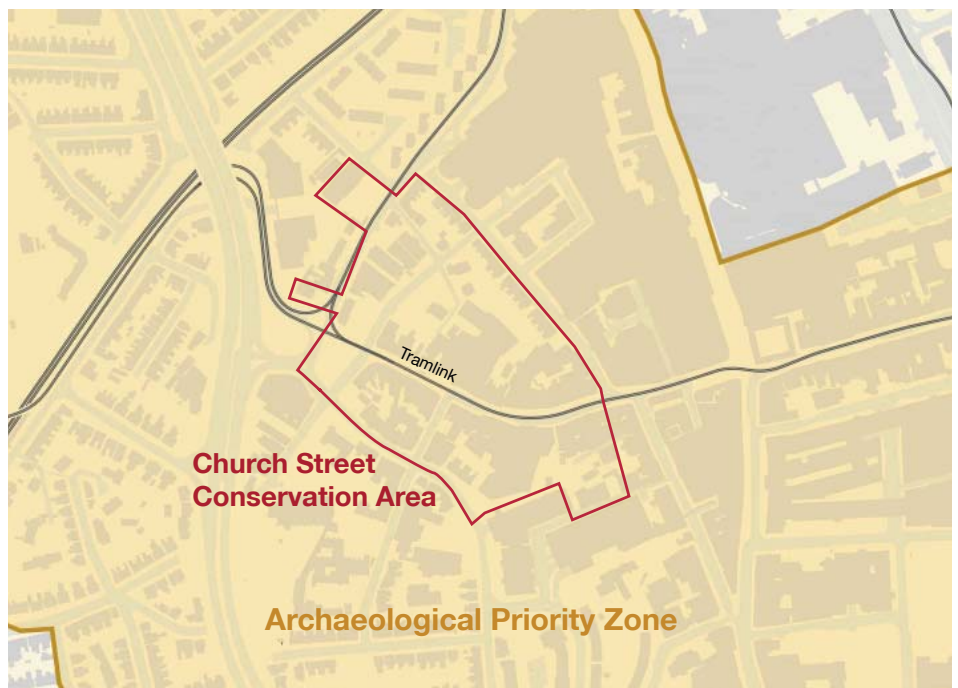 Tramlink
Church Street
Conservation Area
Archaeological Priority Zone